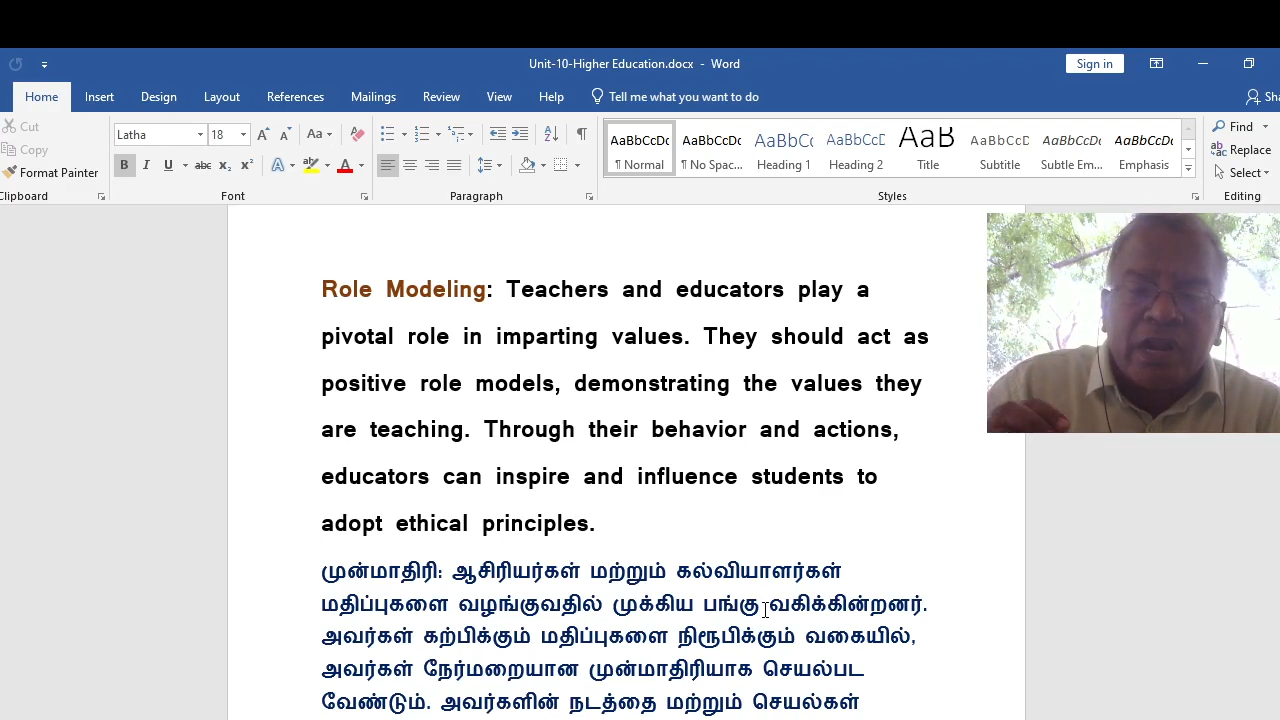 Unit-10-Higher Education.docx - Word
Sign in
Home Insert Design Layout References Mailings Review View Help Tell me what you want to do
Cut
Copy
Format Painter
Clipboard
Latha 18
Font
Paragraph
AaBbCcDc AaBbCcDc AaBbC AaBbCcD AaB AaBbCcD AaBbCcDc AaBbCcDc
¶ Normal ¶ No Spac... Heading 1 Heading 2 Title Subtitle Subtle Em... Emphasis
Styles
Find
Replace
Select
Editing
Role Modeling: Teachers and educators play a
pivotal role in imparting values. They should act as
positive role models, demonstrating the values they
are teaching. Through their behavior and actions,
educators can inspire and influence students to
adopt ethical principles.
முன்மாதிரி: ஆசிரியர்கள் மற்றும் கல்வியாளர்கள்
மதிப்புகளை வழங்குவதில் முக்கிய பங்கு வகிக்கின்றனர்.
அவர்கள் கற்பிக்கும் மதிப்புகளை நிரூபிக்கும் வகையில்,
அவர்கள் நேர்மறையான முன்மாதிரியாக செயல்பட
வேண்டும். அவர்களின் நடத்தை மற்றும் செயல்கள்